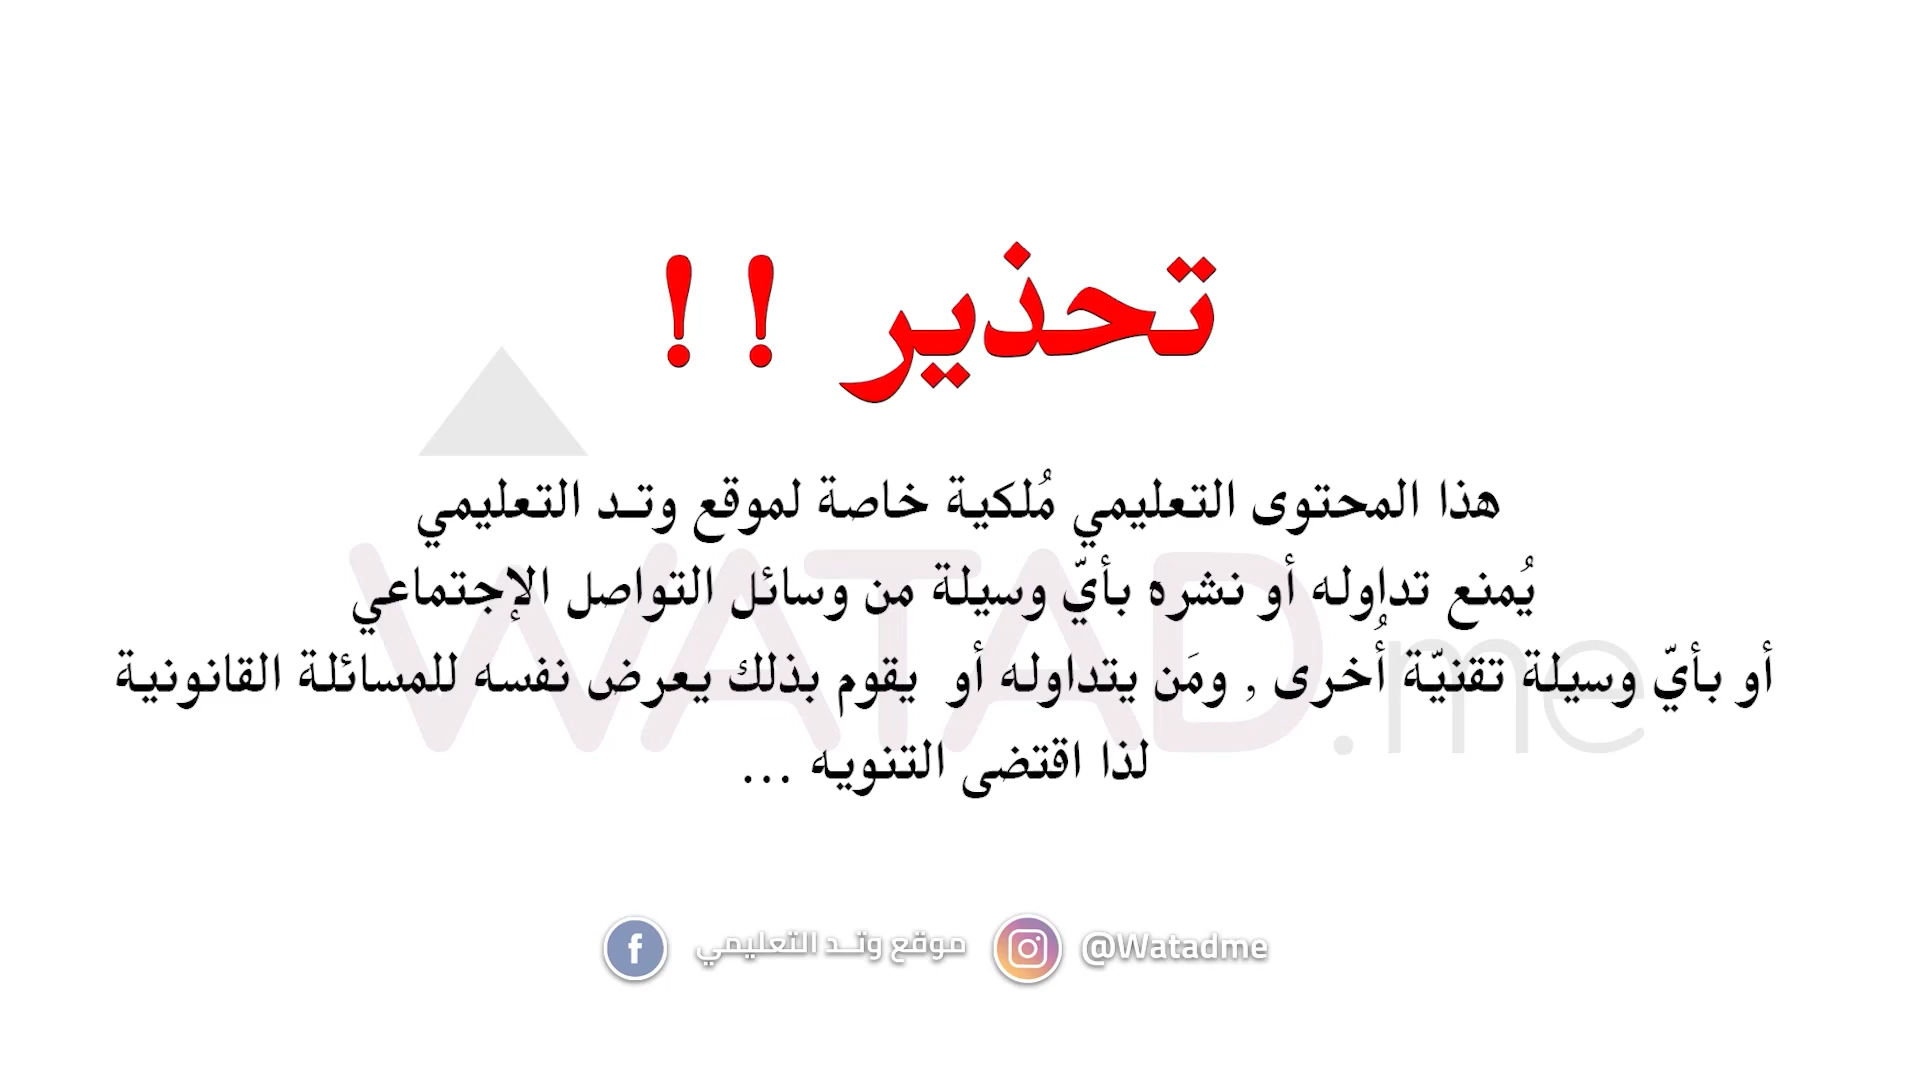 تحذير ! !
هذا المحتوى التعليمي مُلكية خاصة لموقع وتـد التعليمي
يُمنع تداوله أو نشره بأيّ وسيلة من وسائل التواصل الإجتماعي
أو بأيّ وسيلة تقنيّة أُخرى , ومَن يتداوله أو يقوم بذلك يعرض نفسه للمسائلة القانونية
لذا اقتضى التنويه ...
WATAD.me
موقع وتـد التعليمي @Watadme